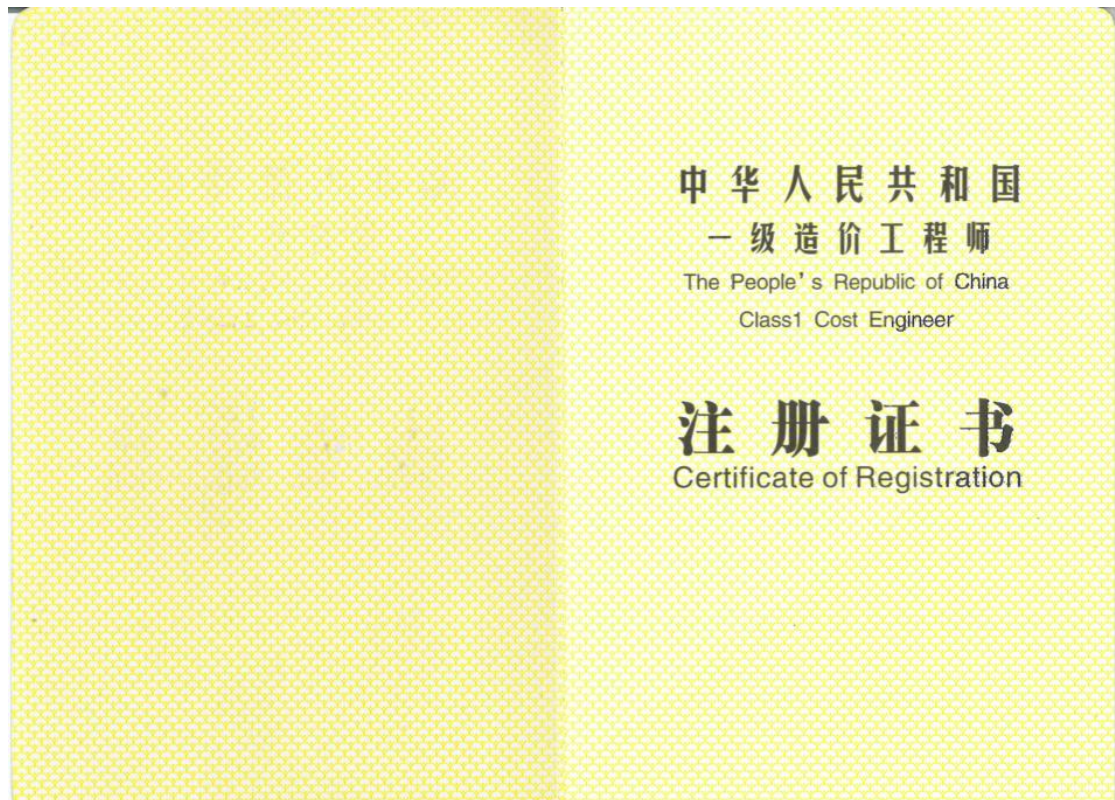 中华人民共和国
一级造价工程师
The People's Republic of China
Class1 Cost Engineer
注册证书
Certificate of Registration